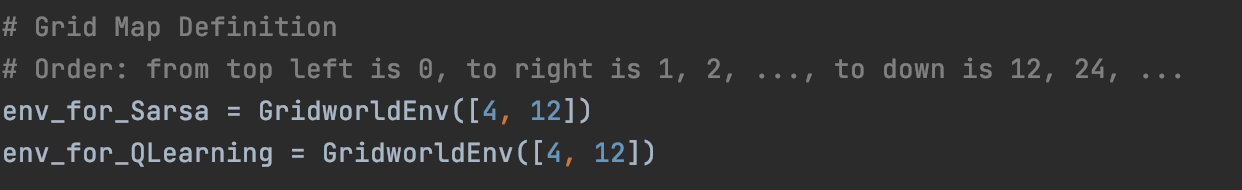 # Grid Map Definition
# Order: from top left is 0, to right is 1, 2, ..., to down is 12, 24, ...
env_for_Sarsa = GridworldEnv([4, 12])
env_for_QLearning = GridworldEnv([4, 12])